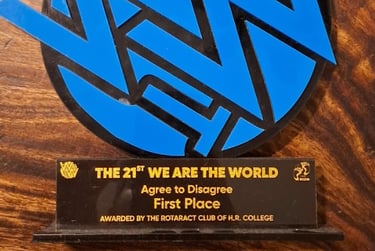 THE 21ST WE ARE THE WORLD
Agree to Disagree
First Place
AWARDED BY THE ROTARACT CLUB OF H.R. COLLEGE